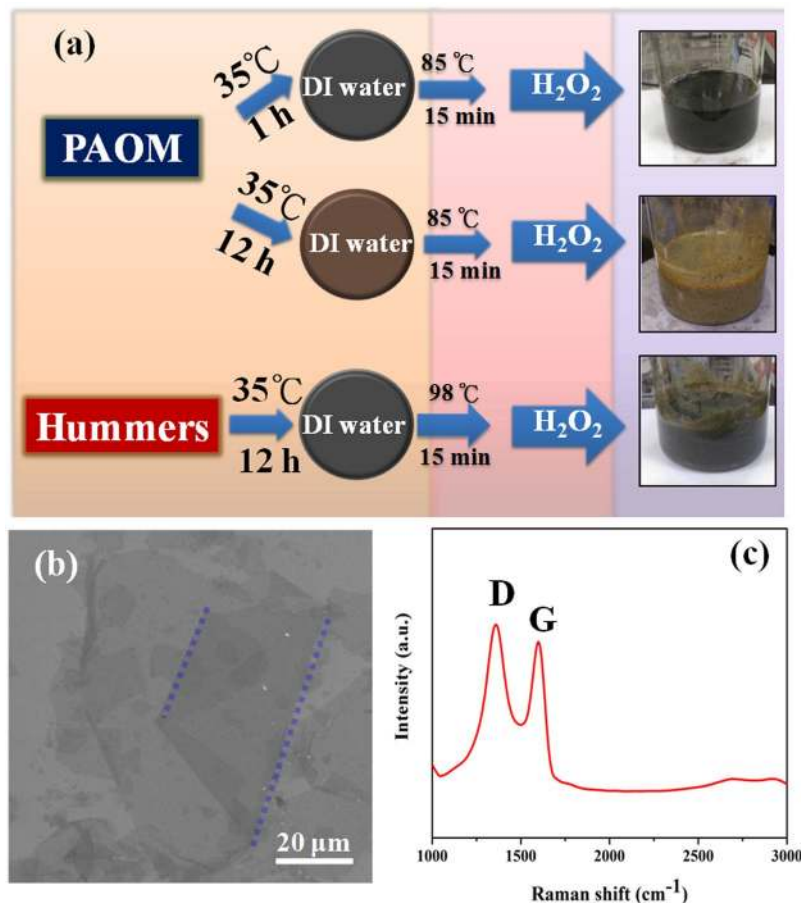 (a)
PAOM
35℃
1 h
DI water
85 ℃
15 min
H₂O₂
35℃
12 h
DI water
85 ℃
15 min
H₂O₂
Hummers
35℃
12 h
DI water
98 ℃
15 min
H₂O₂
(b)
20 μm
(c)
D
G
Intensity (a.u.)
1000
1500
2000
2500
3000
Raman shift (cm⁻¹)